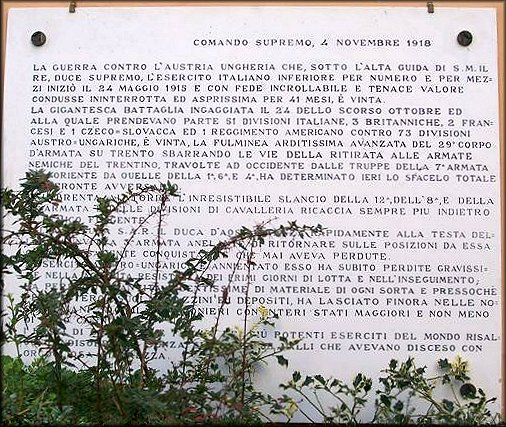 COMANDO SUPREMO, 4 NOVEMBRE 1918
LA GUERRA CONTRO L'AUSTRIA UNGHERIA CHE, SOTTO L'ALTA GUIDA DI S.M. IL
RE, DUCE SUPREMO, L'ESERCITO ITALIANO INFERIORE PER NUMERO E PER MEZ-
ZI INIZIÒ IL 24 MAGGIO 1915 E CON FEDE INCROLLABILE E TENACE VALORE
CONDUSSE ININTERROTTA ED ASPRISSIMA PER 41 MESI, È VINTA.
LA GIGANTESCA BATTAGLIA INGAGGIATA IL 24 DELLO SCORSO OTTOBRE ED
ALLA QUALE PRENDEVANO PARTE 51 DIVISIONI ITALIANE, 3 BRITANNICHE, 2 FRAN-
CESI E 1 CZECO=SLOVACCA ED 1 REGGIMENTO AMERICANO CONTRO 73 DIVISIONI
AUSTRO=UNGARICHE, È VINTA, LA FULMINEA ARDITISSIMA AVANZATA DEL 29° CORPO
D'ARMATA SU TRENTO SBARRANDO LE VIE DELLA RITIRATA ALLE ARMATE
NEMICHE DEL TRENTINO, TRAVOLTE AD OCCIDENTE DALLE TRUPPE DELLA 7ª ARMATA
ORIENTE DA QUELLE DELLA 1ª, 6ª, E 4ª, HA DETERMINATO IERI LO SFACELO TOTALE
FRONTE
L'IRRESISTIBILE SLANCIO DELLA 12ª, DELL'8ª, E DELLA
ARMATA DIVISIONI DI CAVALLERIA RICACCIA SEMPRE PIU INDIETRO
S.A.R. IL DUCA RAPIDAMENTE ALLA TESTA DEL-
ARMATA RITORNARE SULLE POSIZIONI DA ESSA
CHE MAI AVEVA PERDUTE.
ANNIENTATO ESSO HA SUBITO PERDITE GRAVISSI-
NELLA DEI PRIMI GIORNI DI LOTTA E NELL'INSEGUIMENTO,
DI MATERIALE DI OGNI SORTA E PRESSOCHÈ
E DEPOSITI, HA LASCIATO FINORA NELLE NO-
CON INTERI STATI MAGGIORI E NON MENO
DI
POTENTI ESERCITI DEL MONDO RISAL-
CHE AVEVANO DISCESO CON